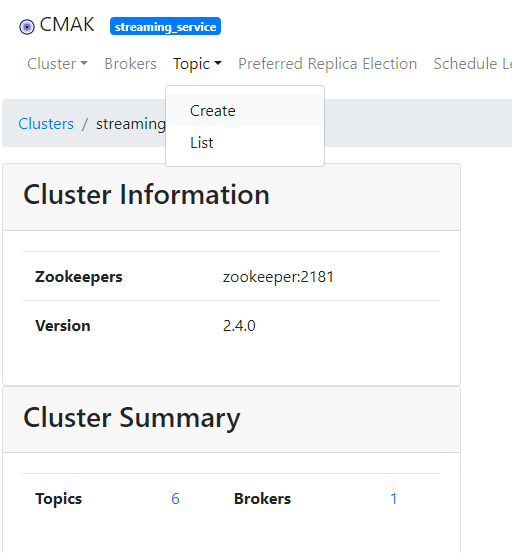 CMAK streaming_service
Cluster Brokers Topic Preferred Replica Election Schedule
Create
Clusters / streaming
List
Cluster Information
Zookeepers zookeeper:2181
Version 2.4.0
Cluster Summary
Topics 6 Brokers 1